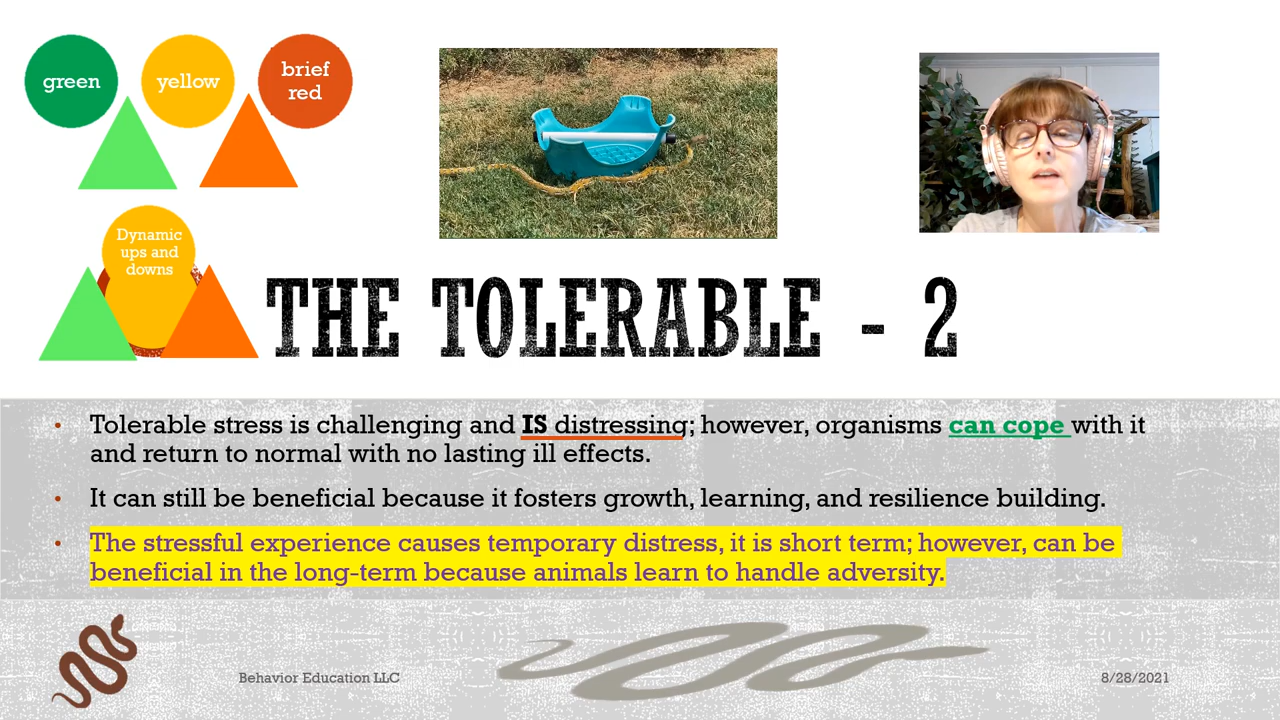 green
yellow
brief
red
Dynamic
ups and
downs
THE TOLERABLE - 2
• Tolerable stress is challenging and IS distressing; however, organisms can cope with it
and return to normal with no lasting ill effects.
• It can still be beneficial because it fosters growth, learning, and resilience building.
• The stressful experience causes temporary distress, it is short term; however, can be
beneficial in the long-term because animals learn to handle adversity.
Behavior Education LLC
8/28/2021